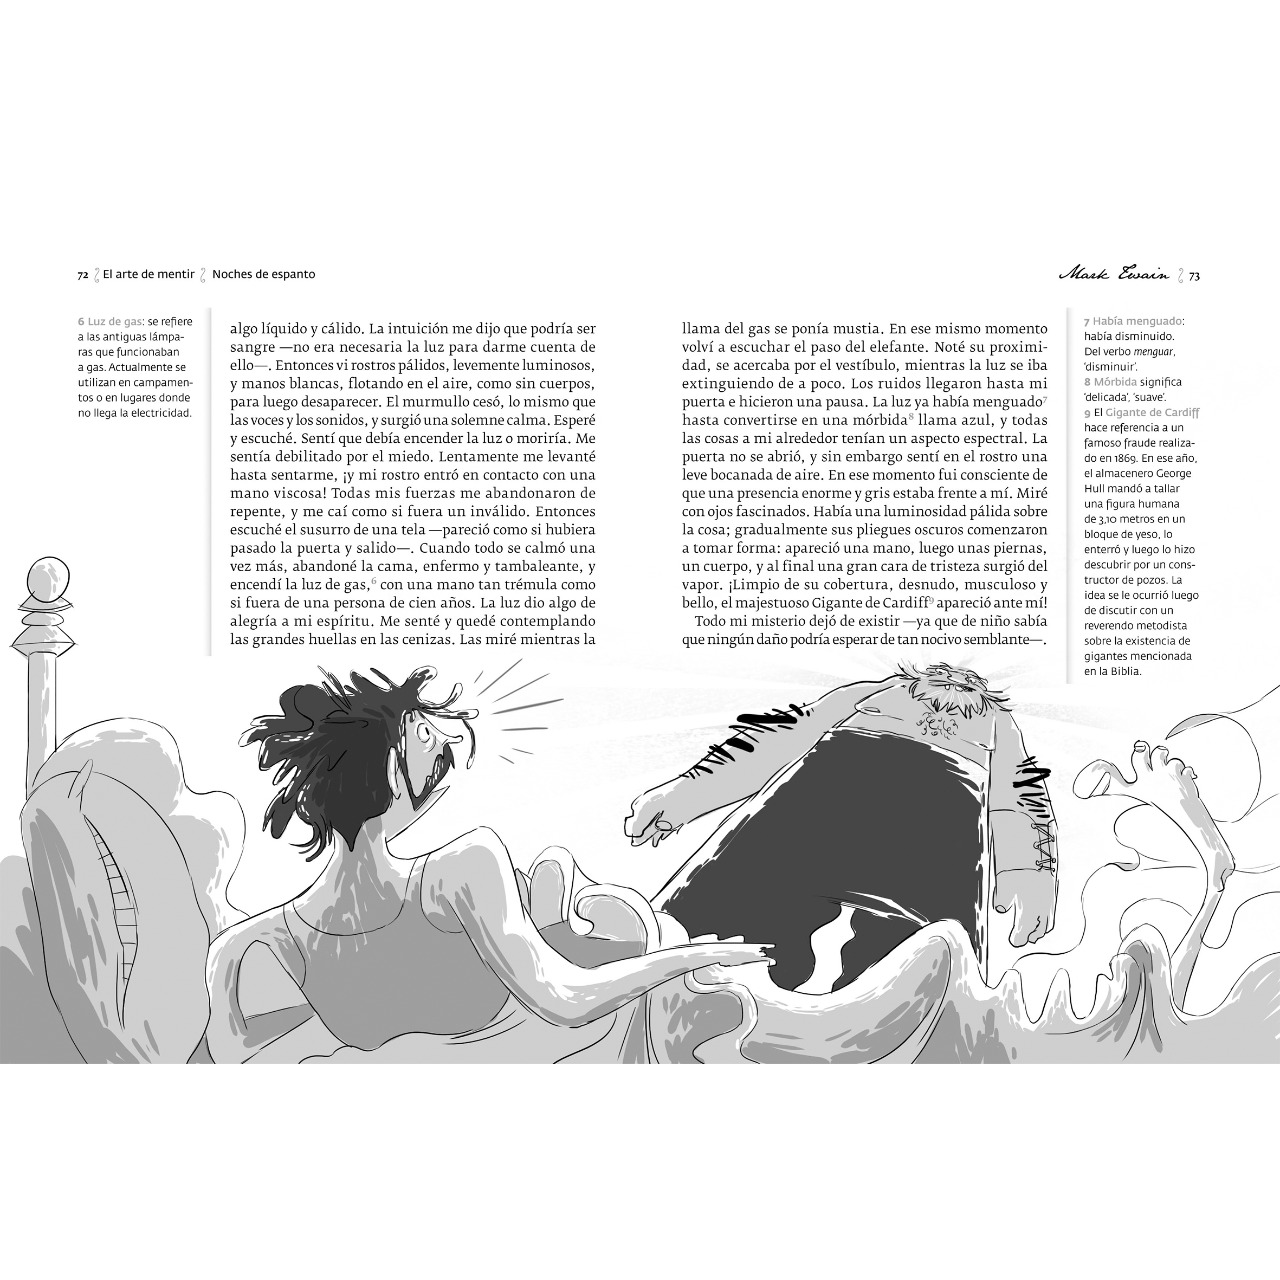 72 El arte de mentir Noches de espanto
6 Luz de gas: se refiere
a las antiguas lámpa-
ras que funcionaban
a gas. Actualmente se
utilizan en campamen-
tos o en lugares donde
no llega la electricidad.
algo líquido y cálido. La intuición me dijo que podría ser
sangre —no era necesaria la luz para darme cuenta de
ello—. Entonces vi rostros pálidos, levemente luminosos,
y manos blancas, flotando en el aire, como sin cuerpos,
para luego desaparecer. El murmullo cesó, lo mismo que
las voces y los sonidos, y surgió una solemne calma. Esperé
y escuché. Sentí que debía encender la luz o moriría. Me
sentía debilitado por el miedo. Lentamente me levanté
hasta sentarme, ¡y mi rostro entró en contacto con una
mano viscosa! Todas mis fuerzas me abandonaron de
repente, y me caí como si fuera un inválido. Entonces
escuché el susurro de una tela —pareció como si hubiera
pasado la puerta y salido—. Cuando todo se calmó una
vez más, abandoné la cama, enfermo y tambaleante, y
encendí la luz de gas,6 con una mano tan trémula como
si fuera de una persona de cien años. La luz dio algo de
alegría a mi espíritu. Me senté y quedé contemplando
las grandes huellas en las cenizas. Las miré mientras la
Mark Twain 73
llama del gas se ponía mustia. En ese mismo momento
volví a escuchar el paso del elefante. Noté su proximi-
dad, se acercaba por el vestíbulo, mientras la luz se iba
extinguiendo de a poco. Los ruidos llegaron hasta mi
puerta e hicieron una pausa. La luz ya había menguado7
hasta convertirse en una mórbida8 llama azul, y todas
las cosas a mi alrededor tenían un aspecto espectral. La
puerta no se abrió, y sin embargo sentí en el rostro una
leve bocanada de aire. En ese momento fui consciente de
que una presencia enorme y gris estaba frente a mí. Miré
con ojos fascinados. Había una luminosidad pálida sobre
la cosa; gradualmente sus pliegues oscuros comenzaron
a tomar forma: apareció una mano, luego unas piernas,
un cuerpo, y al final una gran cara de tristeza surgió del
vapor. ¡Limpio de su cobertura, desnudo, musculoso y
bello, el majestuoso Gigante de Cardiff9 apareció ante mí!
Todo mi misterio dejó de existir —ya que de niño sabía
que ningún daño podría esperar de tan nocivo semblante—.
7 Había menguado:
había disminuido.
Del verbo menguar,
'disminuir'.
8 Mórbida significa
'delicada', 'suave'.
9 El Gigante de Cardiff
hace referencia a un
famoso fraude realiza-
do en 1869. En ese año,
el almacenero George
Hull mandó a tallar
una figura humana
de 3,10 metros en un
bloque de yeso, lo
enterró y luego lo hizo
descubrir por un cons-
tructor de pozos. La
idea se le ocurrió luego
de discutir con un
reverendo metodista
sobre la existencia de
gigantes mencionada
en la Biblia.